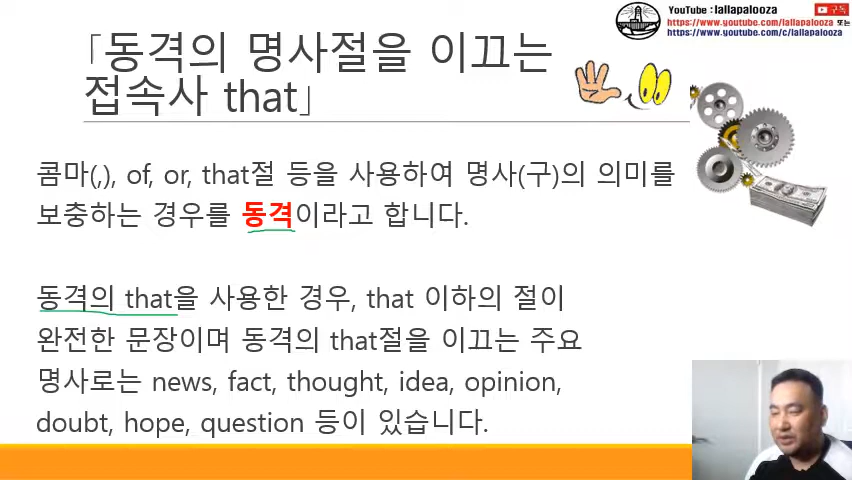 YouTube : lallapalooza
구독
https://www.youtube.com/lallapalooza 또는
https://www.youtube.com/c/lallapalooza
「동격의 명사절을 이끄는
접속사 that」
콤마(,), of, or, that절 등을 사용하여 명사(구)의 의미를
보충하는 경우를 동격이라고 합니다.
동격의 that을 사용한 경우, that 이하의 절이
완전한 문장이며 동격의 that절을 이끄는 주요
명사로는 news, fact, thought, idea, opinion,
doubt, hope, question 등이 있습니다.